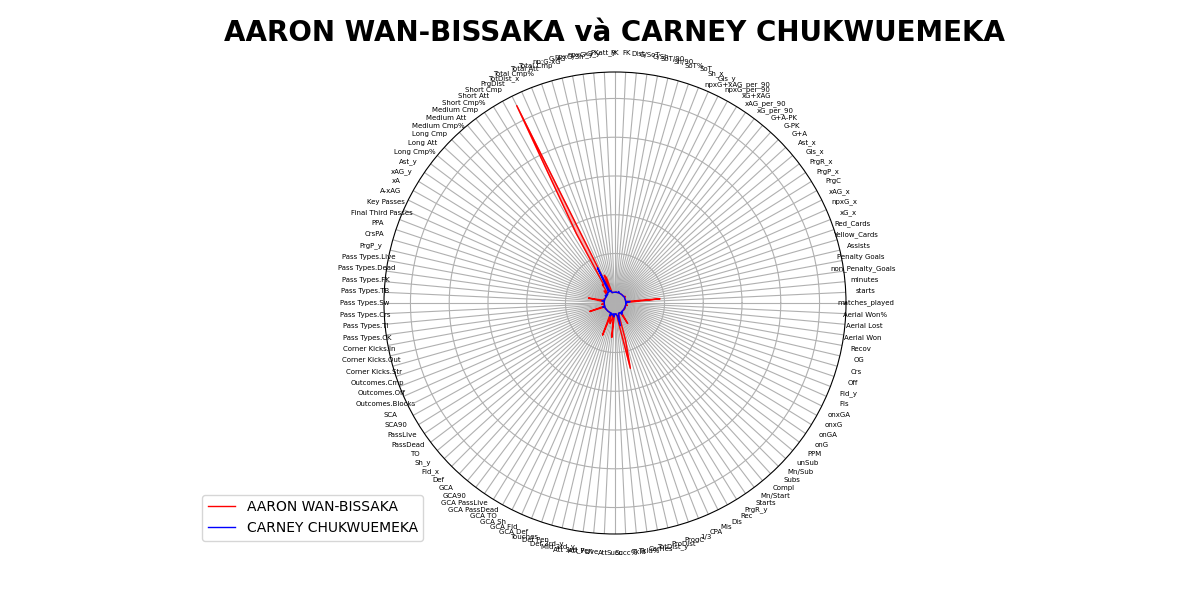 AARON WAN-BISSAKA và CARNEY CHUKWUEMEKA
FK
Dist
G/SoT
G/Sh
SoT/90
Sh/90
SoT%
SoT
Sh_x
Gls_y
npxG+xAG_per_90
npxG_per_90
xG+xAG
xAG_per_90
xG_per_90
G+A-PK
G-PK
G+A
Ast_x
Gls_x
PrgR_x
PrgP_x
PrgC
xAG_x
npxG_x
xG_x
Red_Cards
Yellow_Cards
Assists
Penalty Goals
non_Penalty_Goals
minutes
starts
matches_played
Aerial Won%
Aerial Lost
Aerial Won
Recov
OG
Crs
Off
Fld_y
Fls
onxGA
onxG
onGA
onG
PPM
unSub
Mn/Sub
Subs
Compl
Mn/Start
Starts
PrgR_y
Rec
Dis
Mis
CPA
1/3
ProgC
ProDist
TotDist_y
Carries
Tkld%
Tkld
Succ%
Succ
Att
Live
Att Pen
Def Pen
Touches
GCA Def
GCA Fld
GCA Sh
GCA TO
GCA PassDead
GCA PassLive
GCA90
GCA
Def
Fld_x
Sh_y
TO
PassDead
PassLive
SCA90
SCA
Outcomes.Blocks
Outcomes.Off
Outcomes.Cmp
Corner Kicks.Str
Corner Kicks.Out
Corner Kicks.In
Pass Types.CK
Pass Types.TI
Pass Types.Crs
Pass Types.Sw
Pass Types.TB
Pass Types.FK
Pass Types.Dead
Pass Types.Live
PrgP_y
CrsPA
PPA
Final Third Passes
Key Passes
A-xAG
xA
xAG_y
Ast_y
Long Cmp%
Long Att
Long Cmp
Medium Cmp%
Medium Att
Medium Cmp
Short Cmp%
Short Att
Short Cmp
PrgDist
TotDist_x
Total Cmp%
Total Att
Total Cmp
AARON WAN-BISSAKA
CARNEY CHUKWUEMEKA